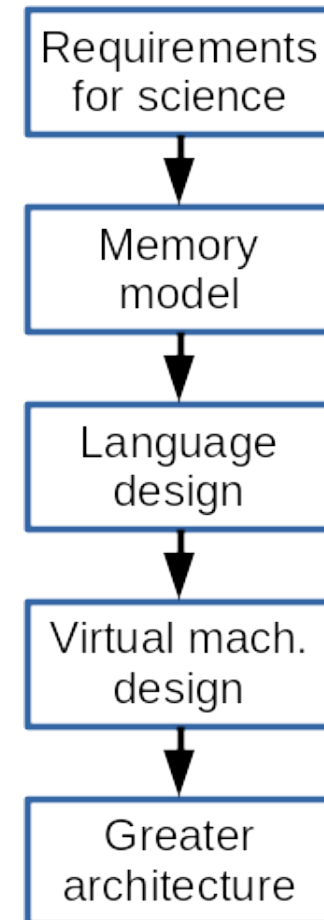 Requirements
for science
Memory
model
Language
design
Virtual mach.
design
Greater
architecture